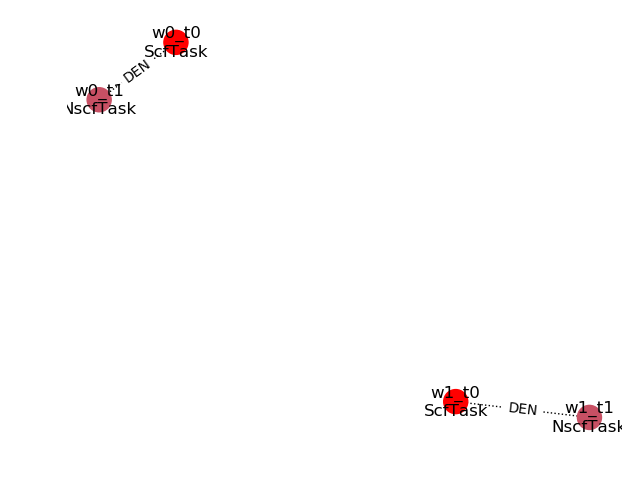 w0_t0
ScfTask
DEN
w0_t1
NscfTask
w1_t0
ScfTask
DEN
w1_t1
NscfTask